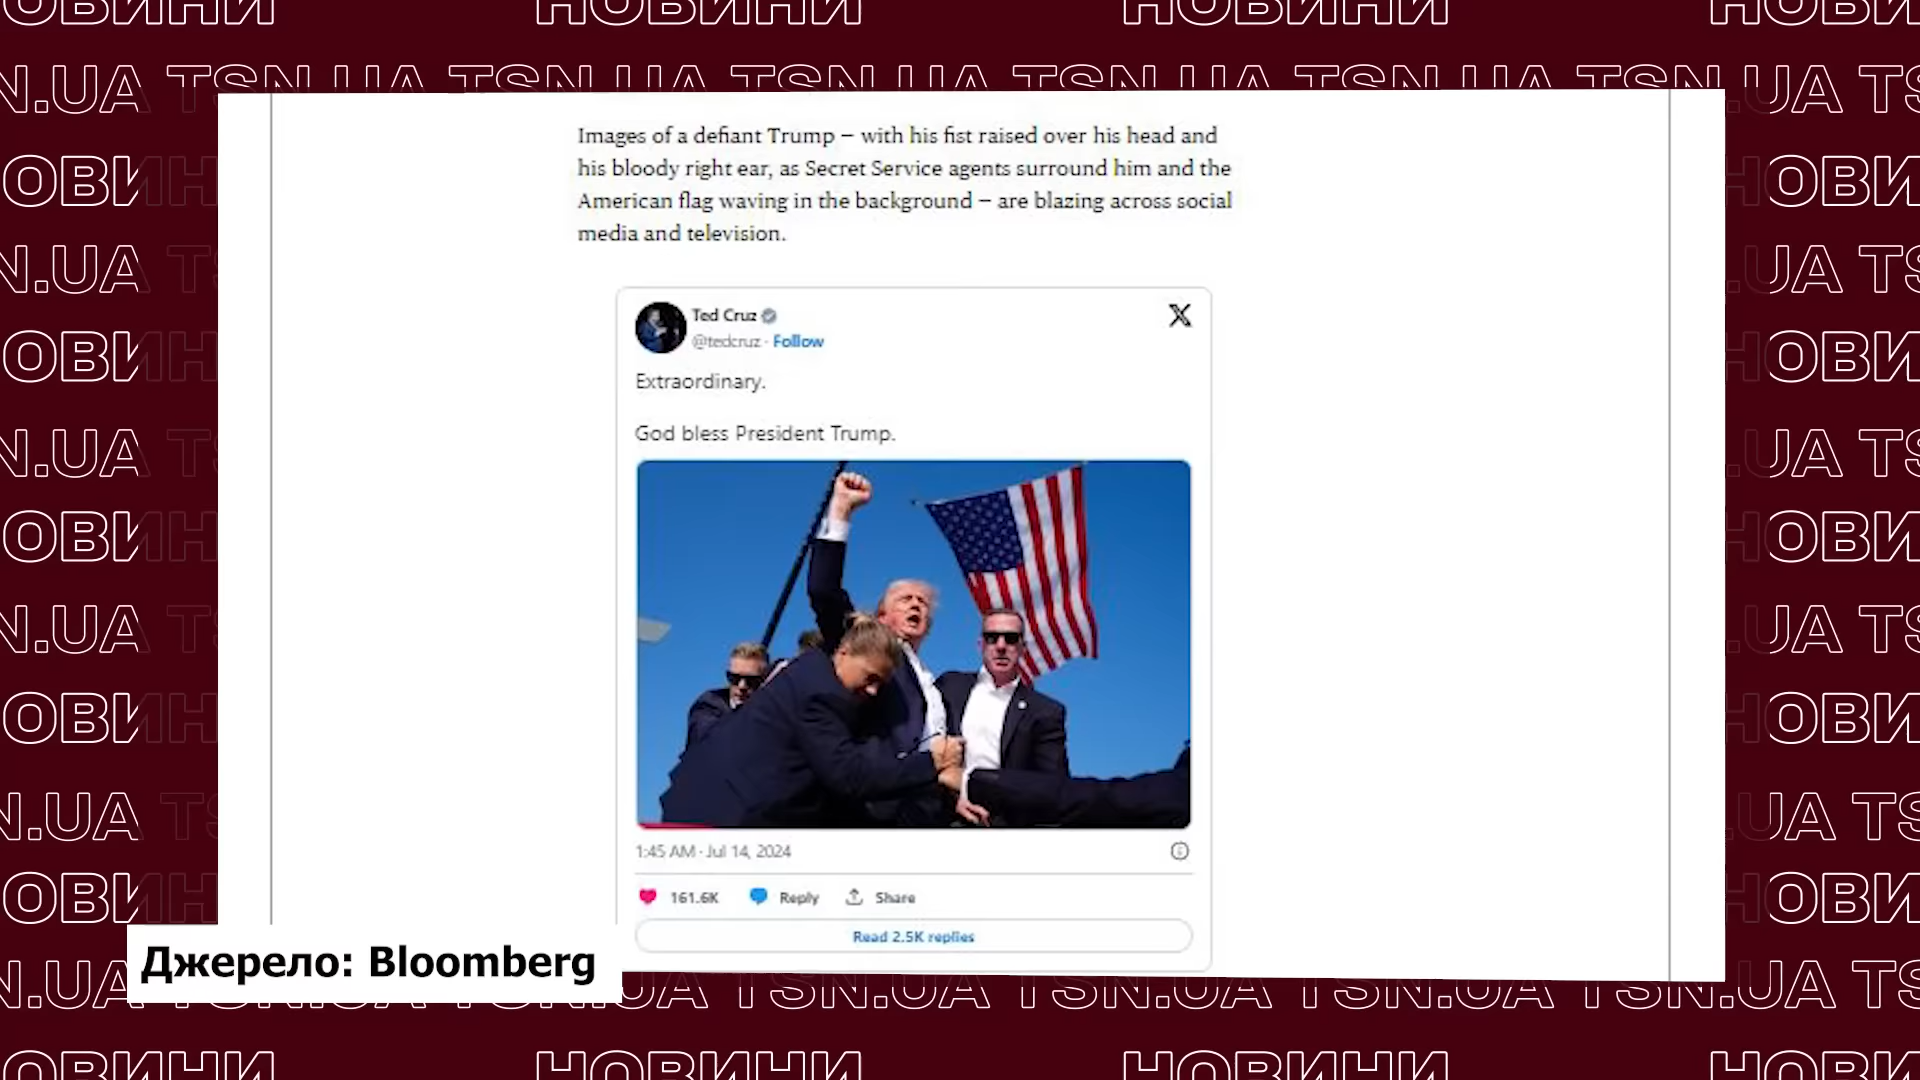 НОВИНИ НОВИНИ НОВИНИ НОВИНИ
N.UA TSN.UA TSN.UA TSN.UA TSN.UA TSN.UA TSN.UA TS
Images of a defiant Trump – with his fist raised over his head and
his bloody right ear, as Secret Service agents surround him and the
American flag waving in the background – are blazing across social
media and television.
Ted Cruz
@tedcruz · Follow
X
Extraordinary.
God bless President Trump.
1:45 AM · Jul 14, 2024
161.6K Reply Share
Read 2.5K replies
Джерело: Bloomberg
N.UA TSN.UA TSN.UA TSN.UA TSN.UA TSN.UA TSN.UA TS
НОВИНИ НОВИНИ НОВИНИ НОВИНИ